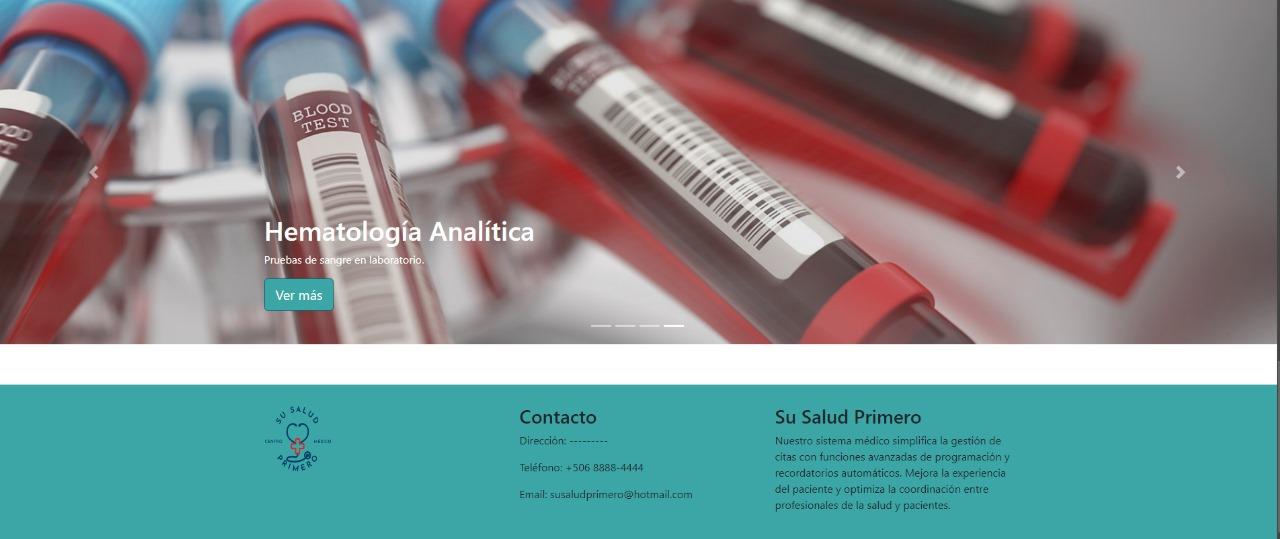 BLOOD
TEST
Hematología Analítica
Pruebas de sangre en laboratorio.
Ver más
SU SALUD
CENTRO MÉDICO
PRIMERO
Contacto
Dirección: ---------
Teléfono: +506 8888-4444
Email: susaludprimero@hotmail.com
Su Salud Primero
Nuestro sistema médico simplifica la gestión de
citas con funciones avanzadas de programación y
recordatorios automáticos. Mejora la experiencia
del paciente y optimiza la coordinación entre
profesionales de la salud y pacientes.